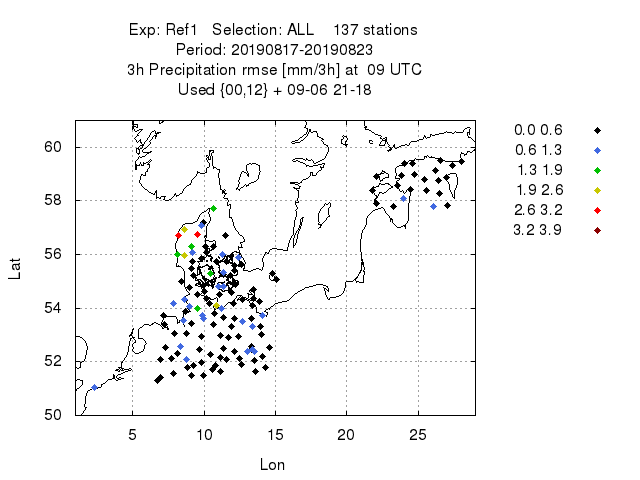 Exp: Ref1 Selection: ALL 137 stations
Period: 20190817-20190823
3h Precipitation rmse [mm/3h] at 09 UTC
Used {00,12} + 09-06 21-18
0.0 0.6
0.6 1.3
1.3 1.9
1.9 2.6
2.6 3.2
3.2 3.9
60
58
56
54
52
50
Lat
5 10 15 20 25
Lon